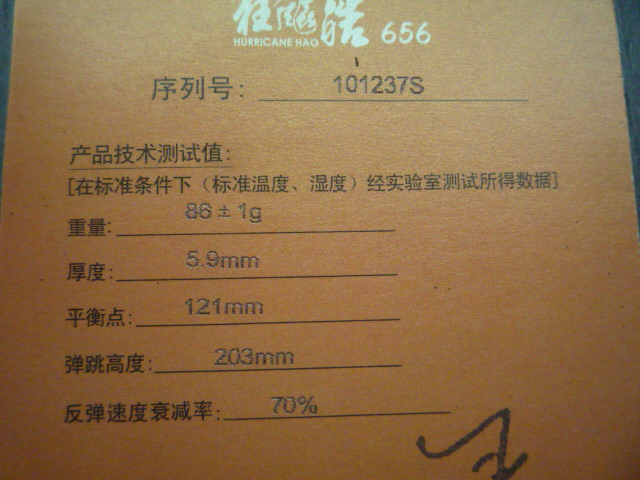 狂飚皓 656
HURRICANE HAO
序列号: 101237S
产品技术测试值:
[在标准条件下（标准温度、湿度）经实验室测试所得数据]
重量: 86±1g
厚度: 5.9mm
平衡点: 121mm
弹跳高度: 203mm
反弹速度衰减率: 70%